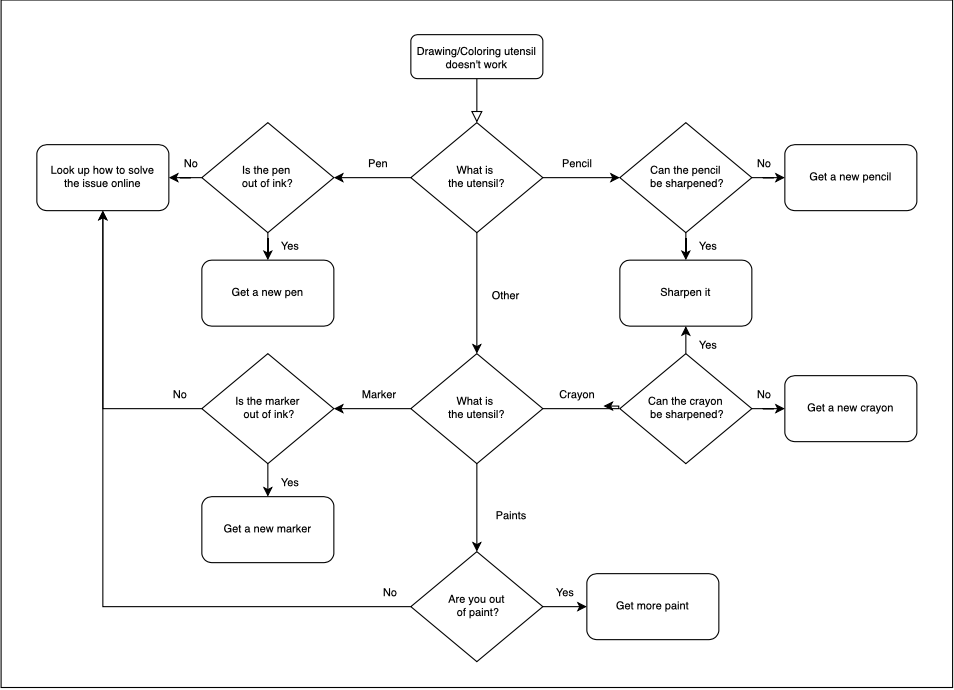 Drawing/Coloring utensil
doesn't work
Look up how to solve
the issue online
No
Is the pen
out of ink?
Pen
What is
the utensil?
Pencil
Can the pencil
be sharpened?
No
Get a new pencil
Yes
Yes
Get a new pen
Other
Sharpen it
Yes
No
Is the marker
out of ink?
Marker
What is
the utensil?
Crayon
Can the crayon
be sharpened?
No
Get a new crayon
Yes
Get a new marker
Paints
No
Are you out
of paint?
Yes
Get more paint